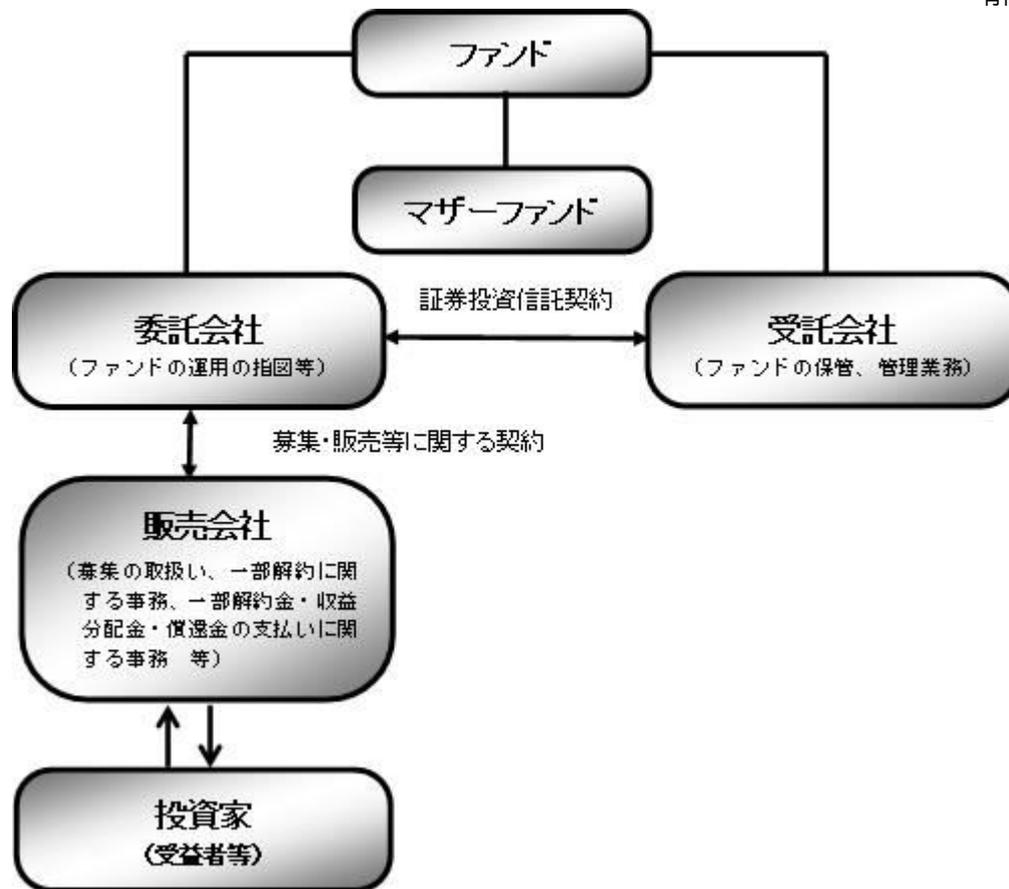 ファンド
マザーファンド
証券投資信託契約
委託会社
(ファンドの運用の指図等)
受託会社
(ファンドの保管、管理業務)
募集・販売等に関する契約
販売会社
(募集の取扱い、一部解約に関
する事務、一部解約金・収益
分配金・償還金の支払いに関
する事務 等)
投資家
(受益者等)